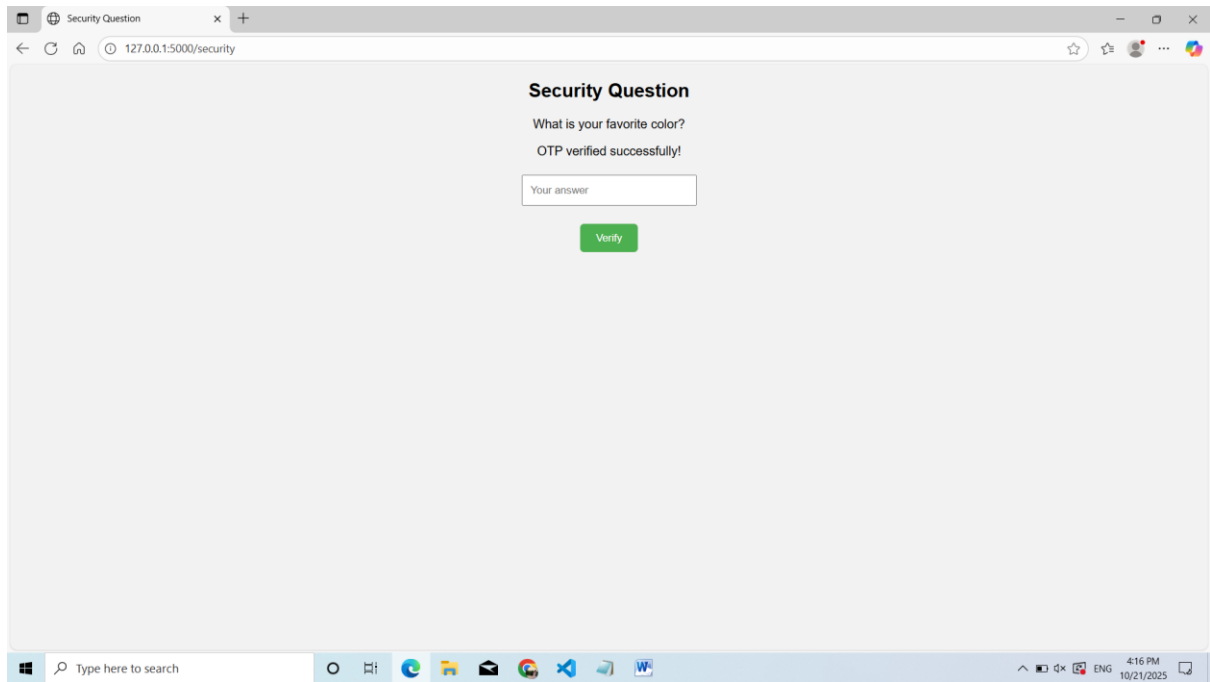 Security Question
127.0.0.1:5000/security
Security Question
What is your favorite color?
OTP verified successfully!
Your answer
Verify
Type here to search
ENG
4:16 PM
10/21/2025